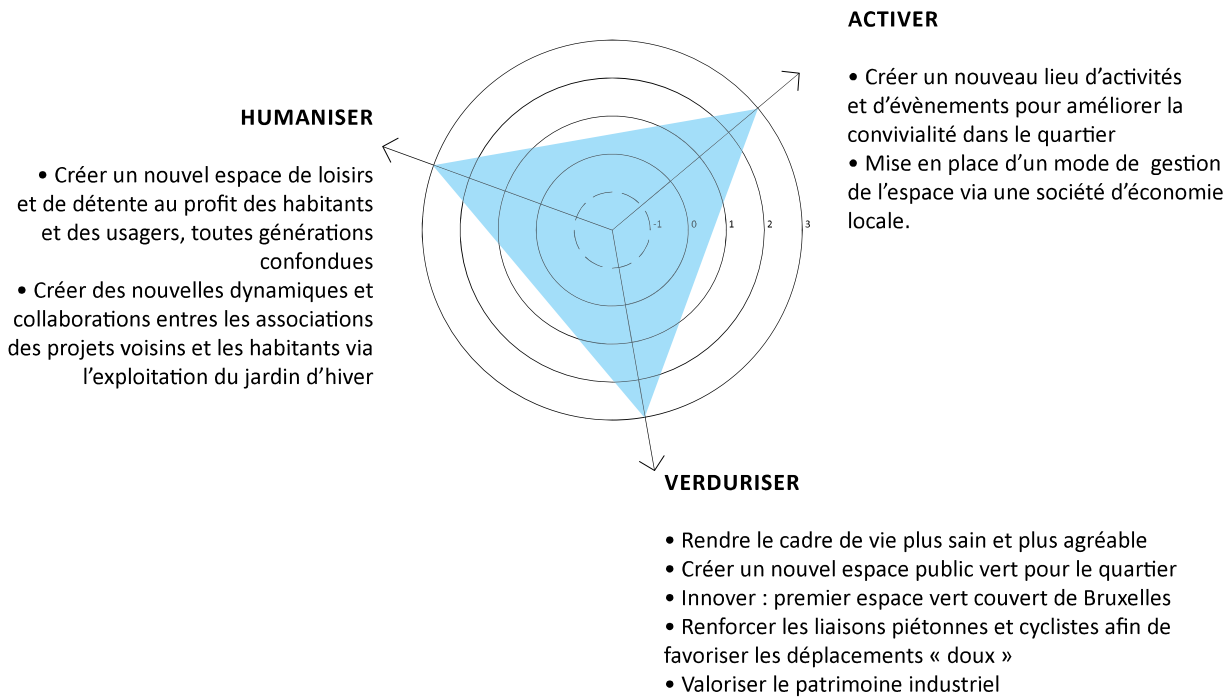 ACTIVER
• Créer un nouveau lieu d'activités
et d'évènements pour améliorer la
convivialité dans le quartier
• Mise en place d'un mode de gestion
de l'espace via une société d'économie
locale.
HUMANISER
• Créer un nouvel espace de loisirs
et de détente au profit des habitants
et des usagers, toutes générations
confondues
• Créer des nouvelles dynamiques et
collaborations entres les associations
des projets voisins et les habitants via
l'exploitation du jardin d'hiver
-1 0 1 2 3
VERDURISER
• Rendre le cadre de vie plus sain et plus agréable
• Créer un nouvel espace public vert pour le quartier
• Innover : premier espace vert couvert de Bruxelles
• Renforcer les liaisons piétonnes et cyclistes afin de
favoriser les déplacements « doux »
• Valoriser le patrimoine industriel